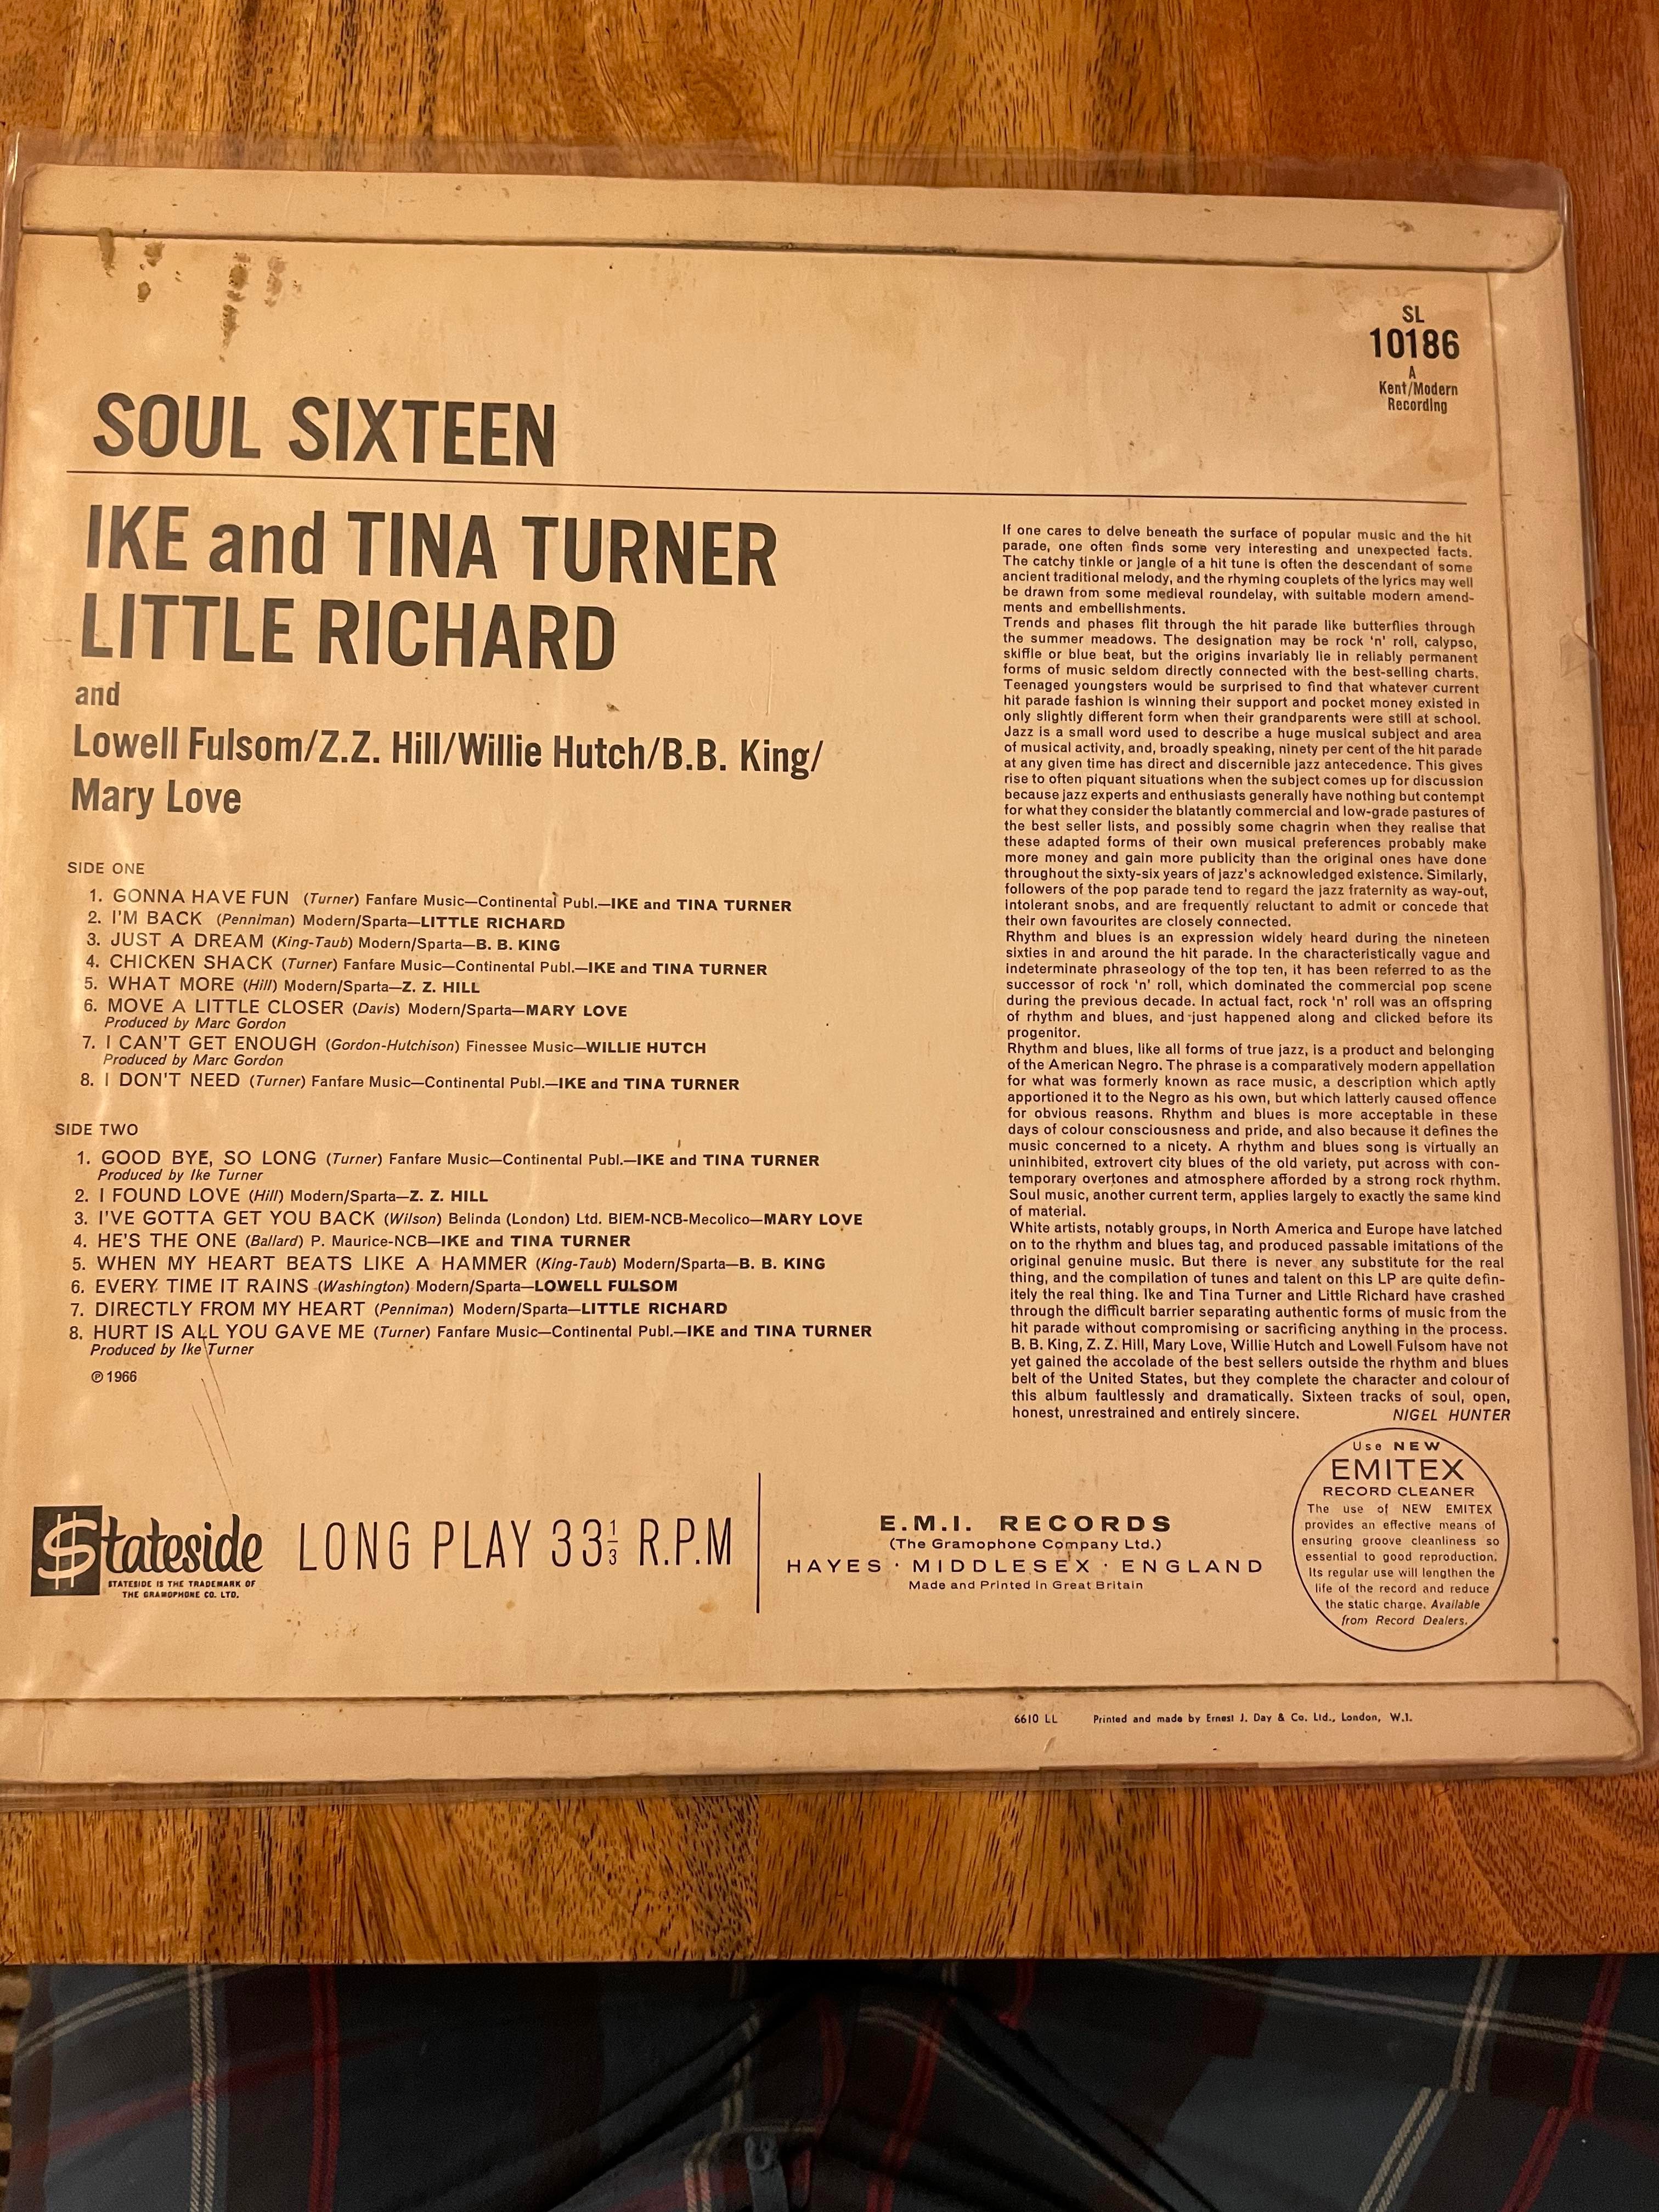 SL
10186
A
Kent/Modern
Recording
SOUL SIXTEEN
IKE and TINA TURNER
LITTLE RICHARD
and
Lowell Fulsom/Z.Z. Hill/Willie Hutch/B.B. King/
Mary Love
SIDE ONE
1. GONNA HAVE FUN (Turner) Fanfare Music—Continental Publ.—IKE and TINA TURNER
2. I'M BACK (Penniman) Modern/Sparta—LITTLE RICHARD
3. JUST A DREAM (King-Taub) Modern/Sparta—B. B. KING
4. CHICKEN SHACK (Turner) Fanfare Music—Continental Publ.—IKE and TINA TURNER
5. WHAT MORE (Hill) Modern/Sparta—Z. Z. HILL
6. MOVE A LITTLE CLOSER (Davis) Modern/Sparta—MARY LOVE
Produced by Marc Gordon
7. I CAN'T GET ENOUGH (Gordon-Hutchison) Finessee Music—WILLIE HUTCH
Produced by Marc Gordon
8. I DON'T NEED (Turner) Fanfare Music—Continental Publ.—IKE and TINA TURNER
SIDE TWO
1. GOOD BYE, SO LONG (Turner) Fanfare Music—Continental Publ.—IKE and TINA TURNER
Produced by Ike Turner
2. I FOUND LOVE (Hill) Modern/Sparta—Z. Z. HILL
3. I'VE GOTTA GET YOU BACK (Wilson) Belinda (London) Ltd. BIEM-NCB-Mecolico—MARY LOVE
4. HE'S THE ONE (Ballard) P. Maurice-NCB—IKE and TINA TURNER
5. WHEN MY HEART BEATS LIKE A HAMMER (King-Taub) Modern/Sparta—B. B. KING
6. EVERY TIME IT RAINS (Washington) Modern/Sparta—LOWELL FULSOM
7. DIRECTLY FROM MY HEART (Penniman) Modern/Sparta—LITTLE RICHARD
8. HURT IS ALL YOU GAVE ME (Turner) Fanfare Music—Continental Publ.—IKE and TINA TURNER
Produced by Ike Turner
℗ 1966
If one cares to delve beneath the surface of popular music and the hit
parade, one often finds some very interesting and unexpected facts.
The catchy tinkle or jangle of a hit tune is often the descendant of some
ancient traditional melody, and the rhyming couplets of the lyrics may well
be drawn from some medieval roundelay, with suitable modern amend-
ments and embellishments.
Trends and phases flit through the hit parade like butterflies through
the summer meadows. The designation may be rock 'n' roll, calypso,
skiffle or blue beat, but the origins invariably lie in reliably permanent
forms of music seldom directly connected with the best-selling charts.
Teenaged youngsters would be surprised to find that whatever current
hit parade fashion is winning their support and pocket money existed in
only slightly different form when their grandparents were still at school.
Jazz is a small word used to describe a huge musical subject and area
of musical activity, and, broadly speaking, ninety per cent of the hit parade
at any given time has direct and discernible jazz antecedence. This gives
rise to often piquant situations when the subject comes up for discussion
because jazz experts and enthusiasts generally have nothing but contempt
for what they consider the blatantly commercial and low-grade pastures of
the best seller lists, and possibly some chagrin when they realise that
these adapted forms of their own musical preferences probably make
more money and gain more publicity than the original ones have done
throughout the sixty-six years of jazz's acknowledged existence. Similarly,
followers of the pop parade tend to regard the jazz fraternity as way-out,
intolerant snobs, and are frequently reluctant to admit or concede that
their own favourites are closely connected.
Rhythm and blues is an expression widely heard during the nineteen
sixties in and around the hit parade. In the characteristically vague and
indeterminate phraseology of the top ten, it has been referred to as the
successor of rock 'n' roll, which dominated the commercial pop scene
during the previous decade. In actual fact, rock 'n' roll was an offspring
of rhythm and blues, and just happened along and clicked before its
progenitor.
Rhythm and blues, like all forms of true jazz, is a product and belonging
of the American Negro. The phrase is a comparatively modern appellation
for what was formerly known as race music, a description which aptly
apportioned it to the Negro as his own, but which latterly caused offence
for obvious reasons. Rhythm and blues is more acceptable in these
days of colour consciousness and pride, and also because it defines the
music concerned to a nicety. A rhythm and blues song is virtually an
uninhibited, extrovert city blues of the old variety, put across with con-
temporary overtones and atmosphere afforded by a strong rock rhythm.
Soul music, another current term, applies largely to exactly the same kind
of material.
White artists, notably groups, in North America and Europe have latched
on to the rhythm and blues tag, and produced passable imitations of the
original genuine music. But there is never any substitute for the real
thing, and the compilation of tunes and talent on this LP are quite defin-
itely the real thing. Ike and Tina Turner and Little Richard have crashed
through the difficult barrier separating authentic forms of music from the
hit parade without compromising or sacrificing anything in the process.
B. B. King, Z. Z. Hill, Mary Love, Willie Hutch and Lowell Fulsom have not
yet gained the accolade of the best sellers outside the rhythm and blues
belt of the United States, but they complete the character and colour of
this album faultlessly and dramatically. Sixteen tracks of soul, open,
honest, unrestrained and entirely sincere. NIGEL HUNTER
$tateside
STATESIDE IS THE TRADEMARK OF
THE GRAMOPHONE CO. LTD.
LONG PLAY 33⅓ R.P.M
E.M.I. RECORDS
(The Gramophone Company Ltd.)
HAYES · MIDDLESEX · ENGLAND
Made and Printed in Great Britain
Use NEW
EMITEX
RECORD CLEANER
The use of NEW EMITEX
provides an effective means of
ensuring groove cleanliness so
essential to good reproduction.
Its regular use will lengthen the
life of the record and reduce
the static charge. Available
from Record Dealers.
6610 LL Printed and made by Ernest J. Day & Co. Ltd., London, W.1.